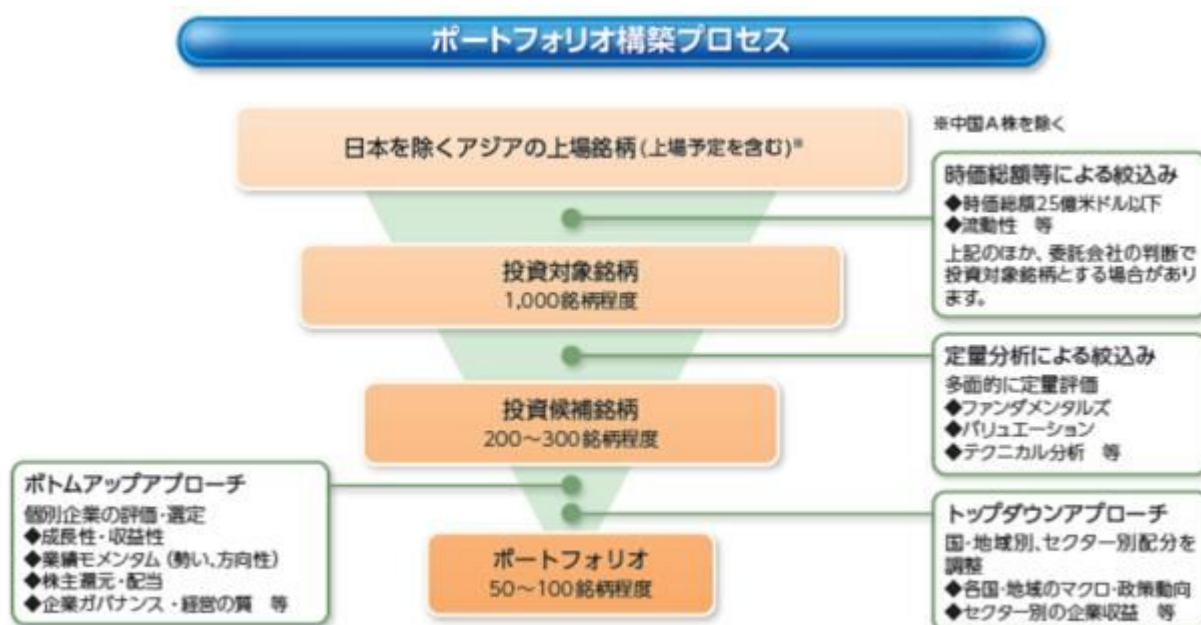 ポートフォリオ構築プロセス
日本を除くアジアの上場銘柄(上場予定を含む)※
※中国A株を除く
時価総額等による絞込み
◆時価総額25億米ドル以下
◆流動性 等
上記のほか、委託会社の判断で
投資対象銘柄とする場合があり
ます。
投資対象銘柄
1,000銘柄程度
定量分析による絞込み
多面的に定量評価
◆ファンダメンタルズ
◆バリュエーション
◆テクニカル分析 等
投資候補銘柄
200～300銘柄程度
ボトムアップアプローチ
個別企業の評価・選定
◆成長性・収益性
◆業績モメンタム(勢い、方向性)
◆株主還元・配当
◆企業ガバナンス・経営の質 等
トップダウンアプローチ
国・地域別、セクター別配分を
調整
◆各国・地域のマクロ・政策動向
◆セクター別の企業収益 等
ポートフォリオ
50～100銘柄程度